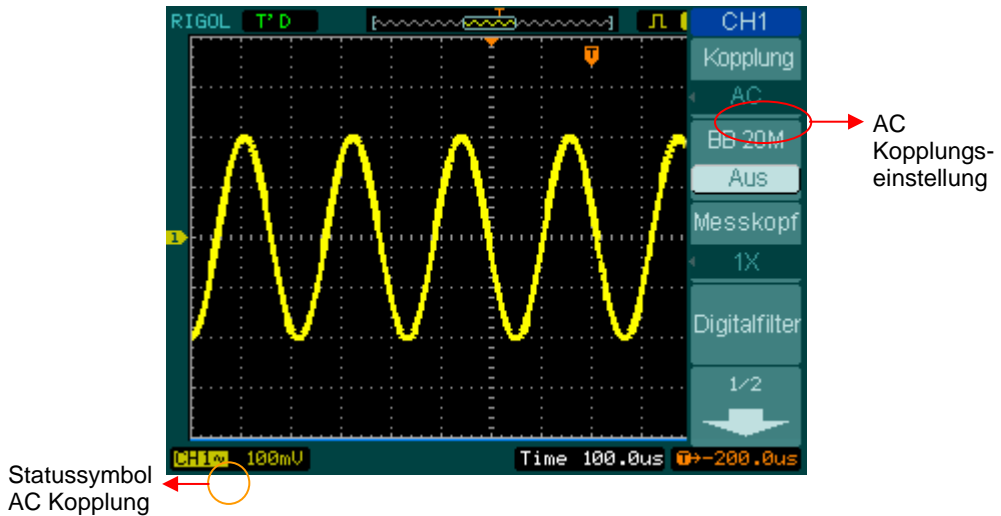 RIGOL T'D T CH1
Kopplung
T
AC
BB 20M
Aus
Messkopf
1
1X
Digitalfilter
1/2
CH1~ 100mV Time 100.0us T→-200.0us
AC
Kopplungs-
einstellung
Statussymbol
AC Kopplung